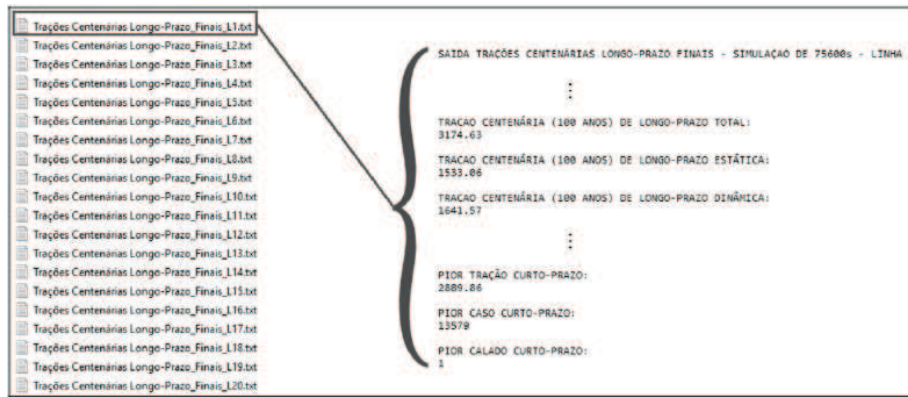 Trações Centenárias Longo-Prazo_Finais_L1.txt
Trações Centenárias Longo-Prazo_Finais_L2.txt
Trações Centenárias Longo-Prazo_Finais_L3.txt
Trações Centenárias Longo-Prazo_Finais_L4.txt
Trações Centenárias Longo-Prazo_Finais_L5.txt
Trações Centenárias Longo-Prazo_Finais_L6.txt
Trações Centenárias Longo-Prazo_Finais_L7.txt
Trações Centenárias Longo-Prazo_Finais_L8.txt
Trações Centenárias Longo-Prazo_Finais_L9.txt
Trações Centenárias Longo-Prazo_Finais_L10.txt
Trações Centenárias Longo-Prazo_Finais_L11.txt
Trações Centenárias Longo-Prazo_Finais_L12.txt
Trações Centenárias Longo-Prazo_Finais_L13.txt
Trações Centenárias Longo-Prazo_Finais_L14.txt
Trações Centenárias Longo-Prazo_Finais_L15.txt
Trações Centenárias Longo-Prazo_Finais_L16.txt
Trações Centenárias Longo-Prazo_Finais_L17.txt
Trações Centenárias Longo-Prazo_Finais_L18.txt
Trações Centenárias Longo-Prazo_Finais_L19.txt
Trações Centenárias Longo-Prazo_Finais_L20.txt
SAIDA TRAÇÕES CENTENÁRIAS LONGO-PRAZO FINAIS - SIMULAÇAO DE 75600s - LINHA
TRACAO CENTENÁRIA (100 ANOS) DE LONGO-PRAZO TOTAL:
3174.63
TRACAO CENTENÁRIA (100 ANOS) DE LONGO-PRAZO ESTÁTICA:
1533.06
TRACAO CENTENÁRIA (100 ANOS) DE LONGO-PRAZO DINÂMICA:
1641.57
PIOR TRAÇÃO CURTO-PRAZO:
2889.86
PIOR CASO CURTO-PRAZO:
13579
PIOR CALADO CURTO-PRAZO:
1